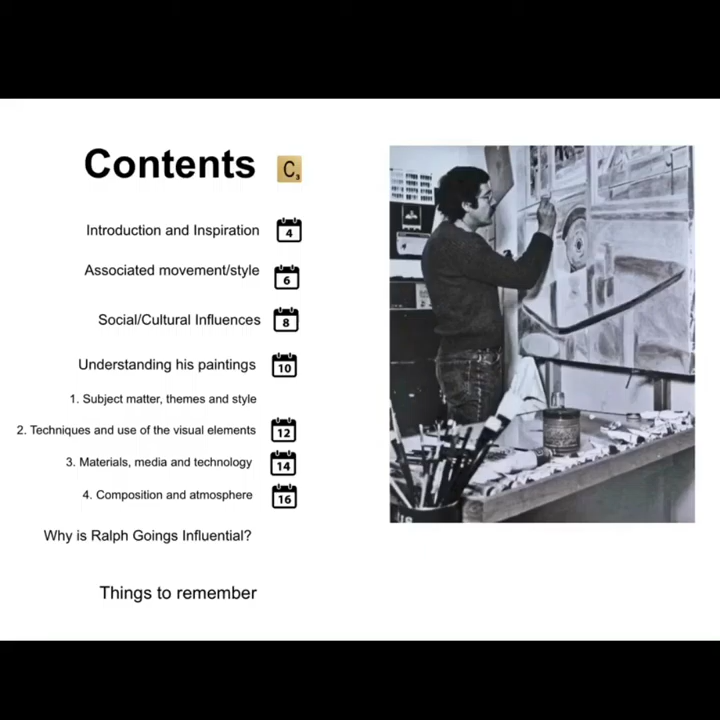 Contents C3
Introduction and Inspiration 4
Associated movement/style 6
Social/Cultural Influences 8
Understanding his paintings 10
1. Subject matter, themes and style
2. Techniques and use of the visual elements 12
3. Materials, media and technology 14
4. Composition and atmosphere 16
Why is Ralph Goings Influential?
Things to remember